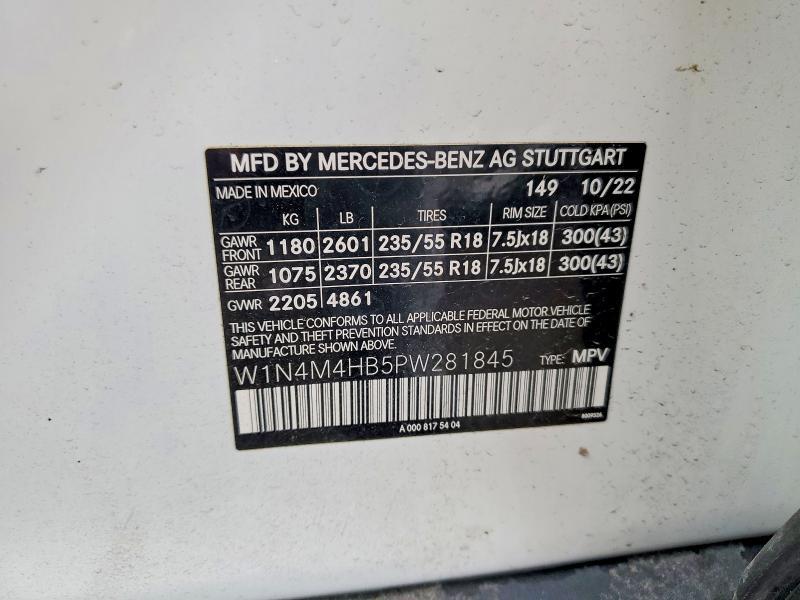 MFD BY MERCEDES-BENZ AG STUTTGART
MADE IN MEXICO 149 10/22
KG LB TIRES RIM SIZE COLD KPA(PSI)
GAWR FRONT 1180 2601 235/55 R18 7.5Jx18 300(43)
GAWR REAR 1075 2370 235/55 R18 7.5Jx18 300(43)
GVWR 2205 4861
THIS VEHICLE CONFORMS TO ALL APPLICABLE FEDERAL MOTOR VEHICLE
SAFETY AND THEFT PREVENTION STANDARDS IN EFFECT ON THE DATE OF
MANUFACTURE SHOWN ABOVE.
W1N4M4HB5PW281845 TYPE: MPV
A 000 817 54 04